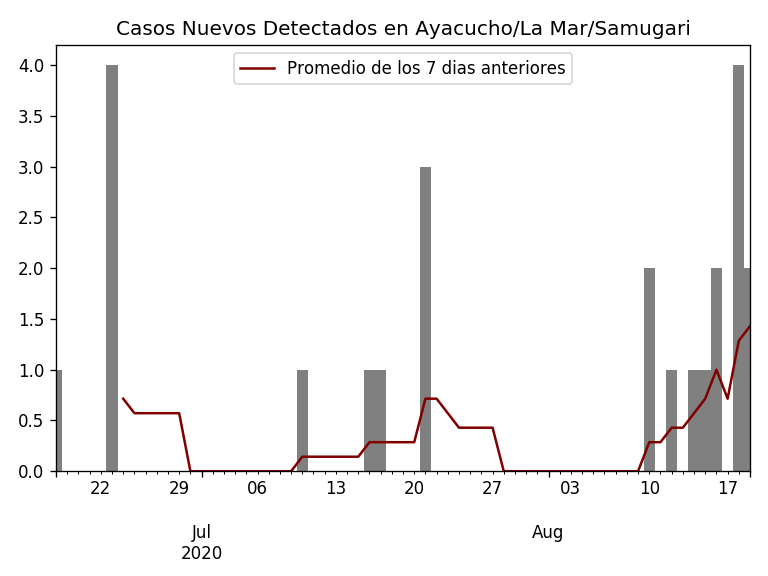 Casos Nuevos Detectados en Ayacucho/La Mar/Samugari
Promedio de los 7 dias anteriores
4.0
3.5
3.0
2.5
2.0
1.5
1.0
0.5
0.0
22 29 06 13 20 27 03 10 17
Jul Aug
2020